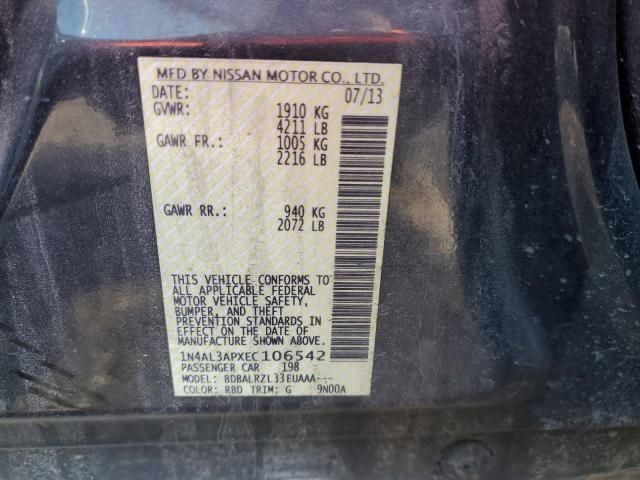 MFD BY NISSAN MOTOR CO., LTD.
DATE: 07/13
GVWR: 1910 KG
4211 LB
GAWR FR.: 1005 KG
2216 LB
GAWR RR.: 940 KG
2072 LB
THIS VEHICLE CONFORMS TO
ALL APPLICABLE FEDERAL
MOTOR VEHICLE SAFETY,
BUMPER, AND THEFT
PREVENTION STANDARDS IN
EFFECT ON THE DATE OF
MANUFACTURE SHOWN ABOVE.
1N4AL3APXEC106542
PASSENGER CAR 198
MODEL: BDBALRZL33EUAAA---
COLOR: RBD TRIM: G 9N00A